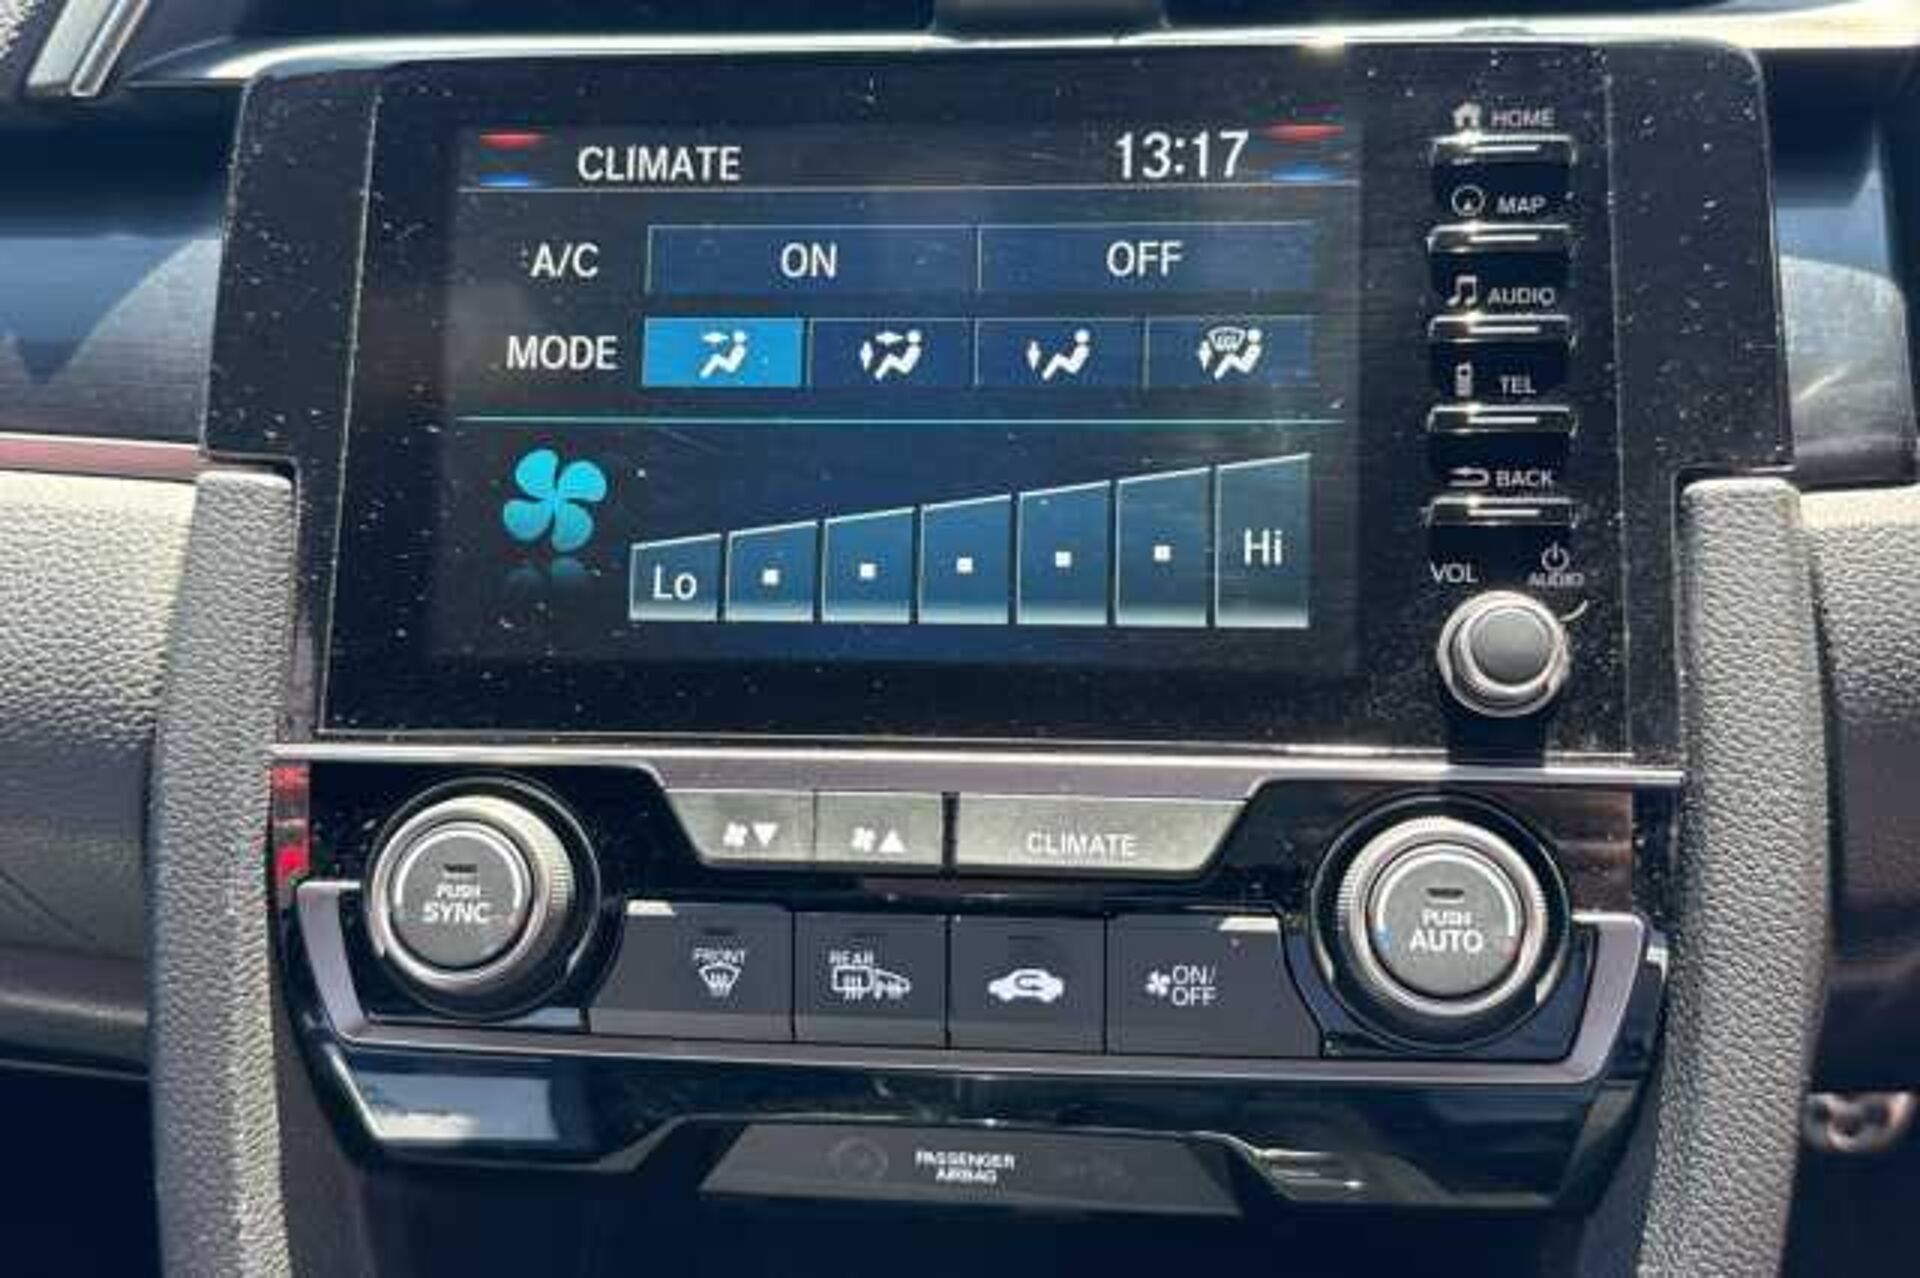 CLIMATE 13:17
A/C ON OFF
MODE
Lo Hi
HOME
MAP
AUDIO
TEL
BACK
VOL AUDIO
CLIMATE
PUSH
SYNC
FRONT
REAR
ON/
OFF
PUSH
AUTO
PASSENGER
AIRBAG